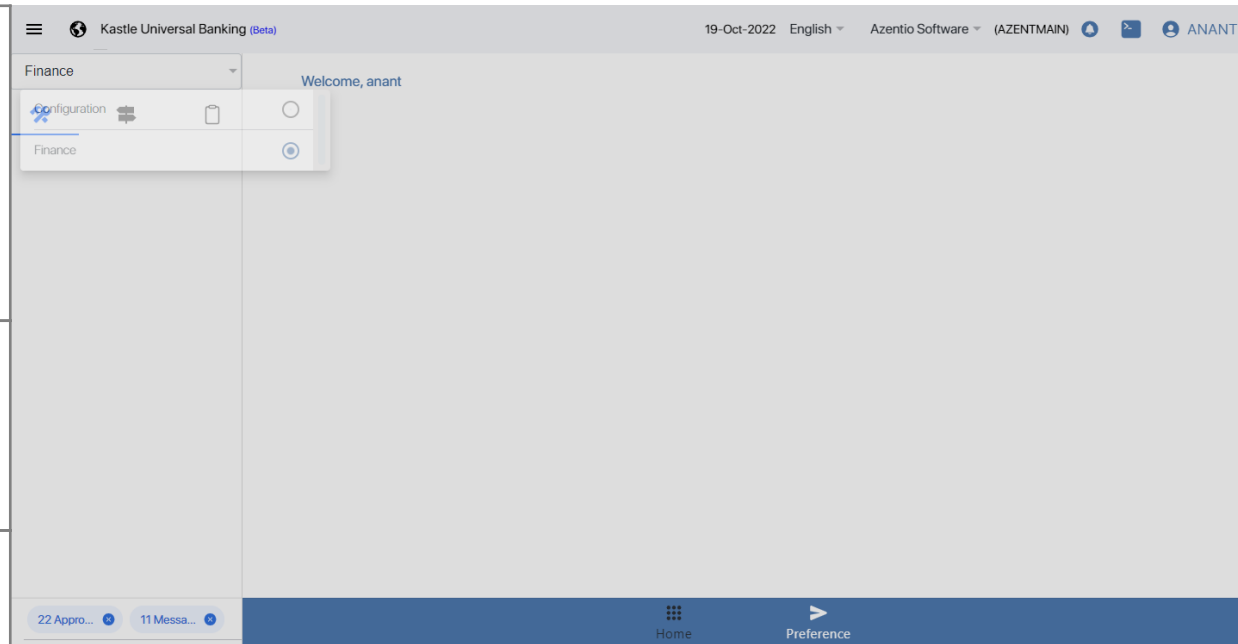 Kastle Universal Banking (Beta) 19-Oct-2022 English Azentio Software (AZENTMAIN) ANANT
Finance
Welcome, anant
Configuration
Finance
22 Appro... 11 Messa...
Home Preference